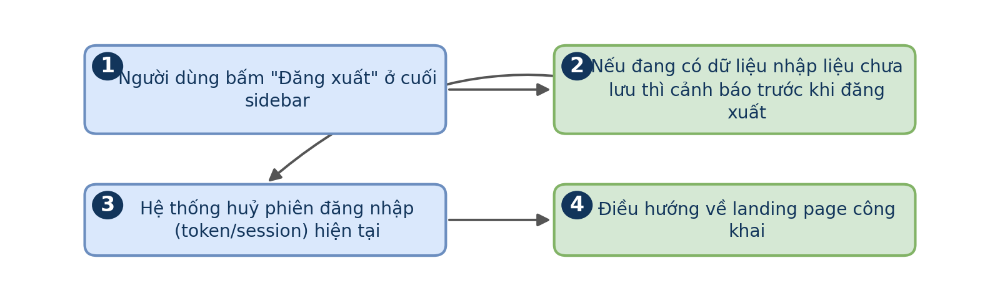 1
Người dùng bấm "Đăng xuất" ở cuối
sidebar
2
Nếu đang có dữ liệu nhập liệu chưa
lưu thì cảnh báo trước khi đăng
xuất
3
Hệ thống huỷ phiên đăng nhập
(token/session) hiện tại
4
Điều hướng về landing page công
khai